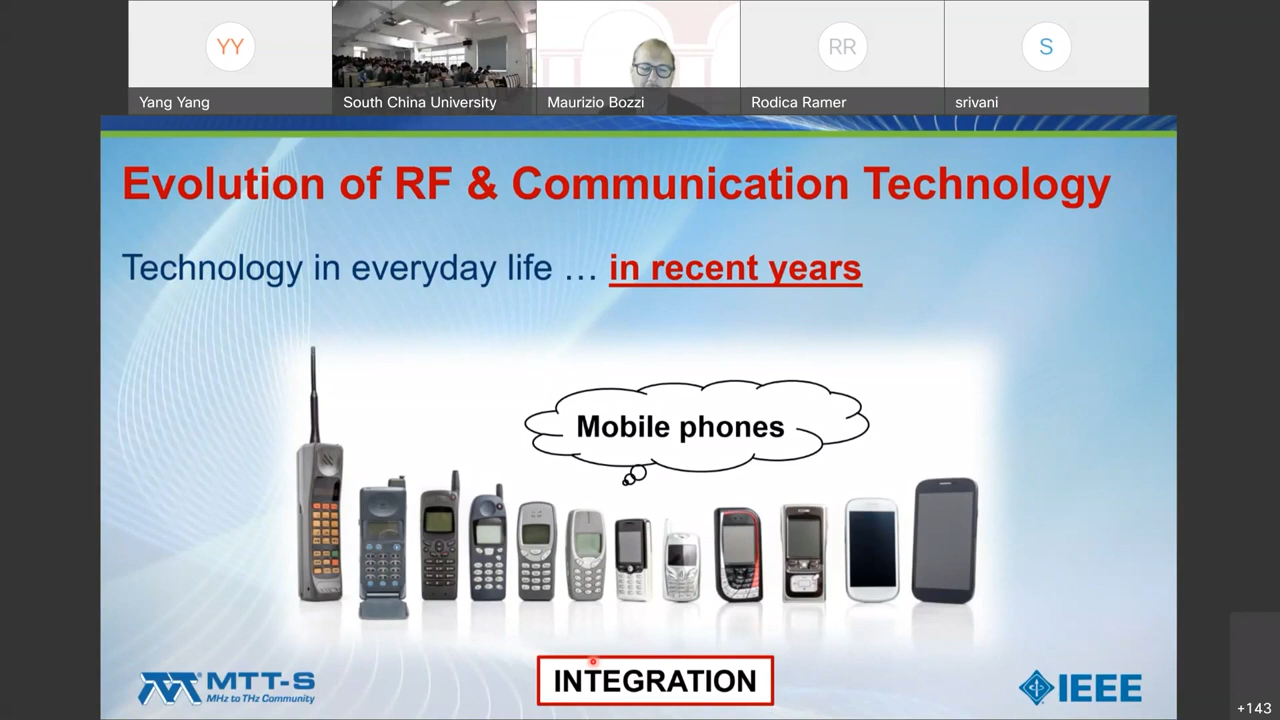 YY
RR
S
Yang Yang
South China University
Maurizio Bozzi
Rodica Ramer
srivani
Evolution of RF & Communication Technology
Technology in everyday life … in recent years
Mobile phones
INTEGRATION
MTT-S
MHz to THz Community
IEEE
+143